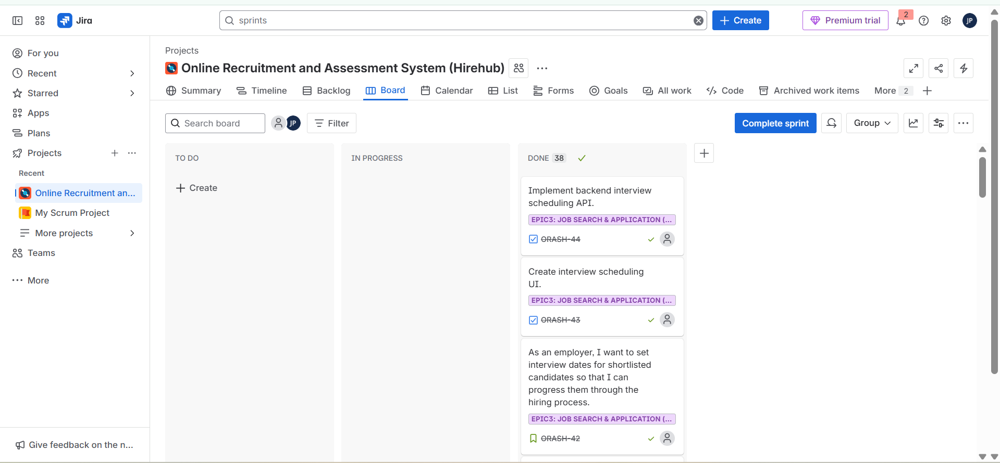 Jira
sprints
Create
Premium trial
2
JP
For you
Recent
Starred
Apps
Plans
Projects
Recent
Online Recruitment an...
My Scrum Project
More projects
Teams
More
Give feedback on the n...
Projects
Online Recruitment and Assessment System (Hirehub)
Summary
Timeline
Backlog
Board
Calendar
List
Forms
Goals
All work
Code
Archived work items
More 2
Search board
JP
Filter
Complete sprint
Group
TO DO
Create
IN PROGRESS
DONE 38
Implement backend interview
scheduling API.
EPIC3: JOB SEARCH & APPLICATION (...
ORASH-44
Create interview scheduling
UI.
EPIC3: JOB SEARCH & APPLICATION (...
ORASH-43
As an employer, I want to set
interview dates for shortlisted
candidates so that I can
progress them through the
hiring process.
EPIC3: JOB SEARCH & APPLICATION (...
ORASH-42